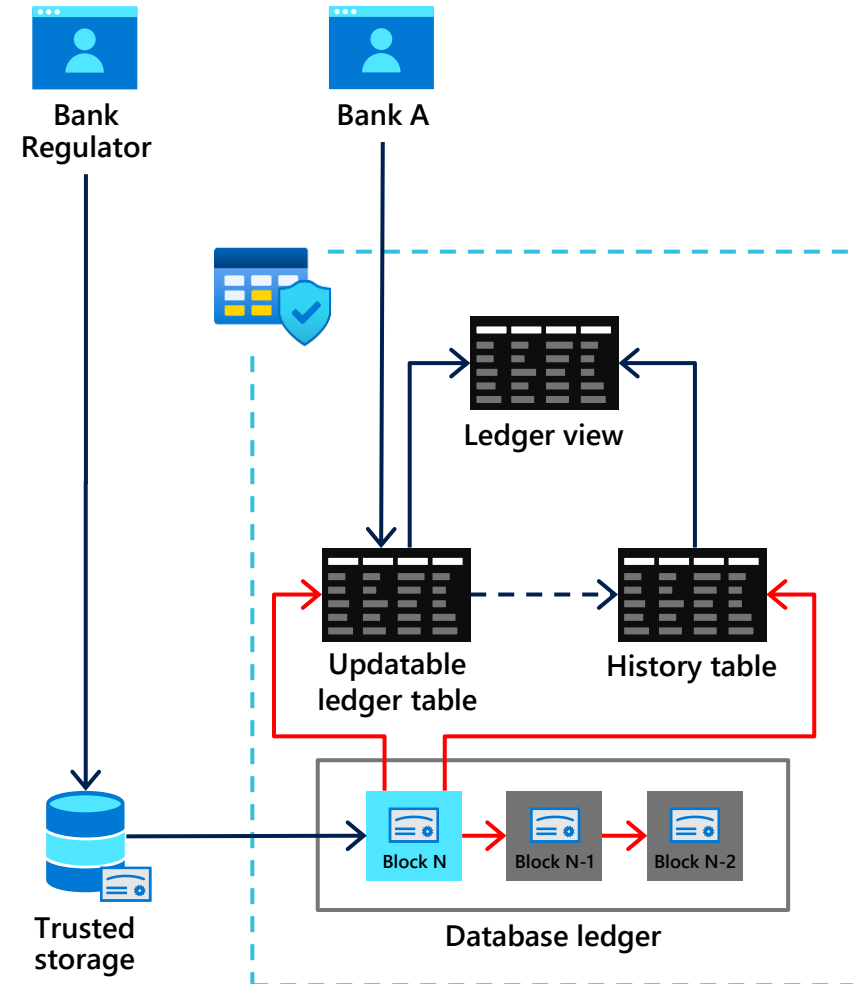 Bank
Regulator
Bank A
Ledger view
Updatable
ledger table
History table
Block N
Block N-1
Block N-2
Trusted
storage
Database ledger